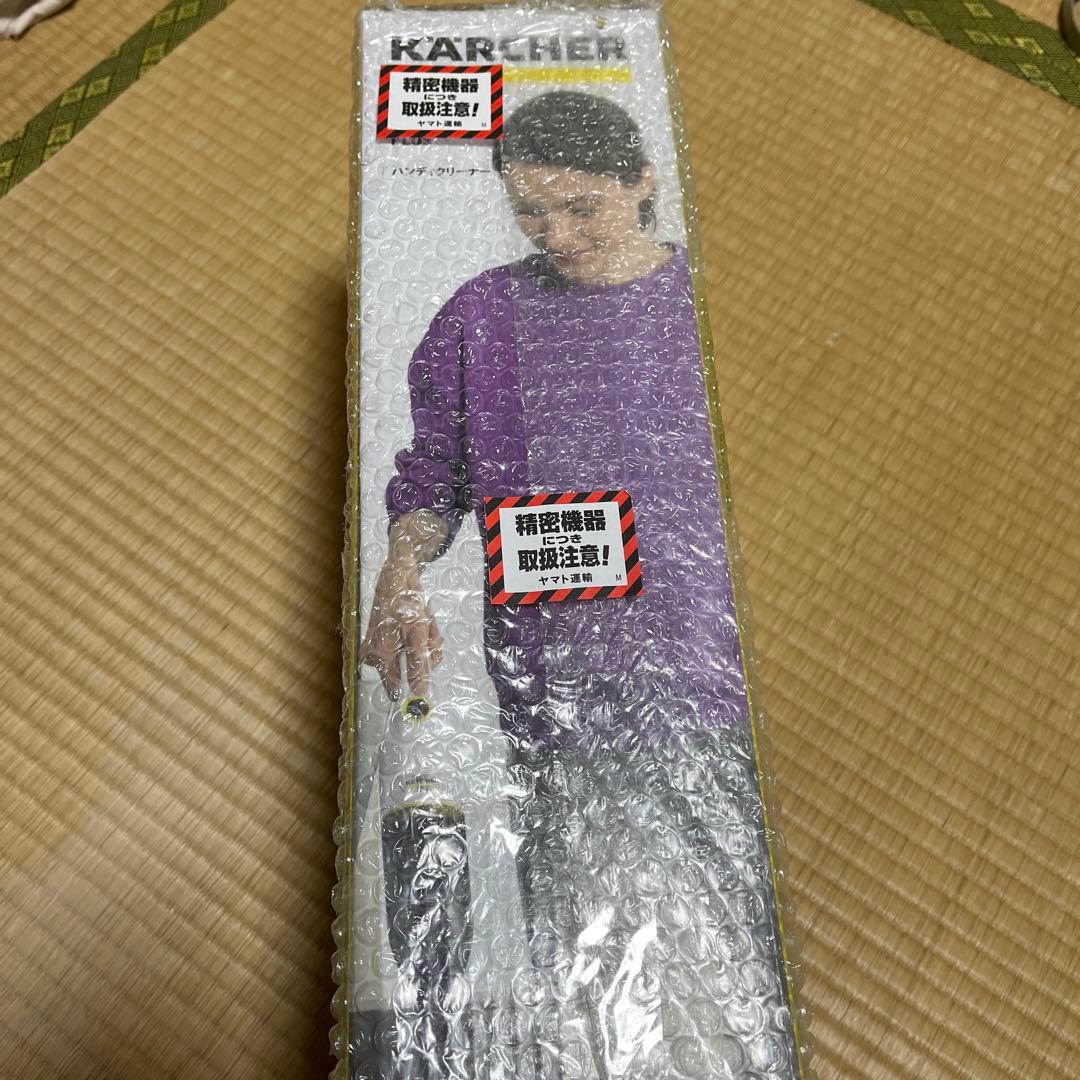 KÄRCHER
精密機器
につき
取扱注意!
ヤマト運輸 M
PLUS
ハンディクリーナー
精密機器
につき
取扱注意!
ヤマト運輸 M